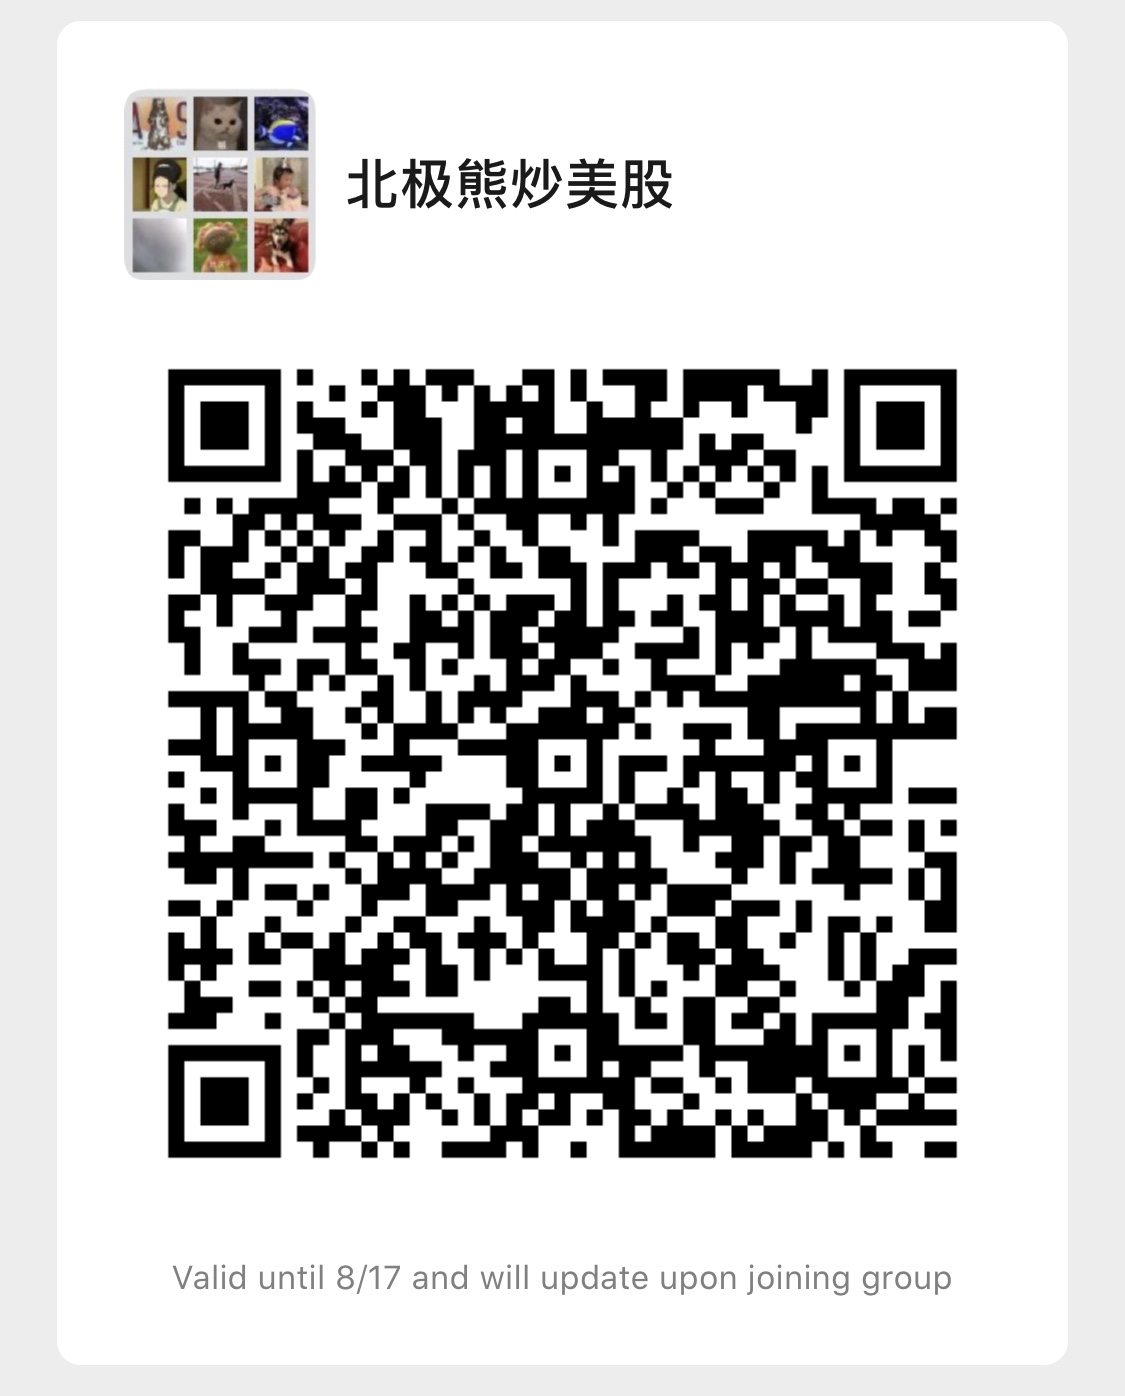 北极熊炒美股
Valid until 8/17 and will update upon joining group